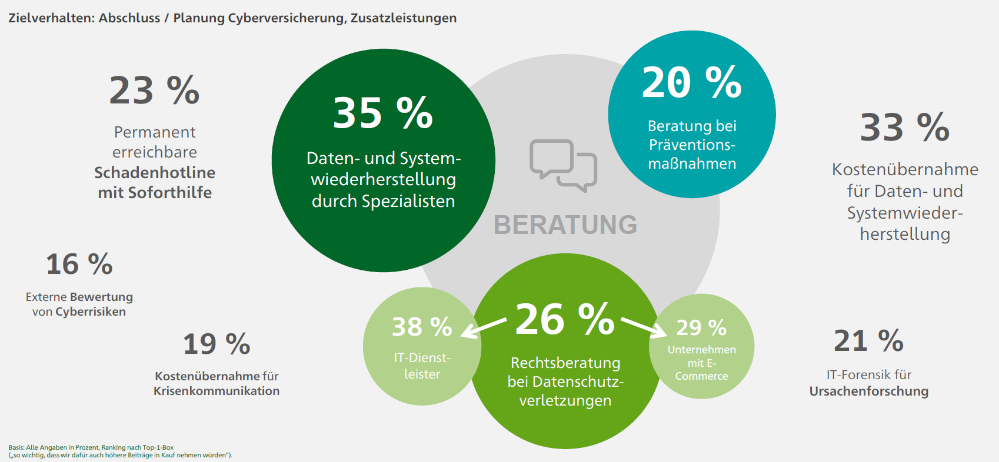 Zielverhalten: Abschluss / Planung Cyberversicherung, Zusatzleistungen
23 %
Permanent
erreichbare
Schadenhotline
mit Soforthilfe
35 %
Daten- und System-
wiederherstellung
durch Spezialisten
20 %
Beratung bei
Präventions-
maßnahmen
33 %
Kostenübernahme
für Daten- und
Systemwieder-
herstellung
BERATUNG
16 %
Externe Bewertung
von Cyberrisiken
19 %
Kostenübernahme für
Krisenkommunikation
38 %
IT-Dienst-
leister
26 %
Rechtsberatung
bei Datenschutz-
verletzungen
29 %
Unternehmen
mit E-
Commerce
21 %
IT-Forensik für
Ursachenforschung
Basis: Alle Angaben in Prozent, Ranking nach Top-1-Box
(„so wichtig, dass wir dafür auch höhere Beiträge in Kauf nehmen würden“).